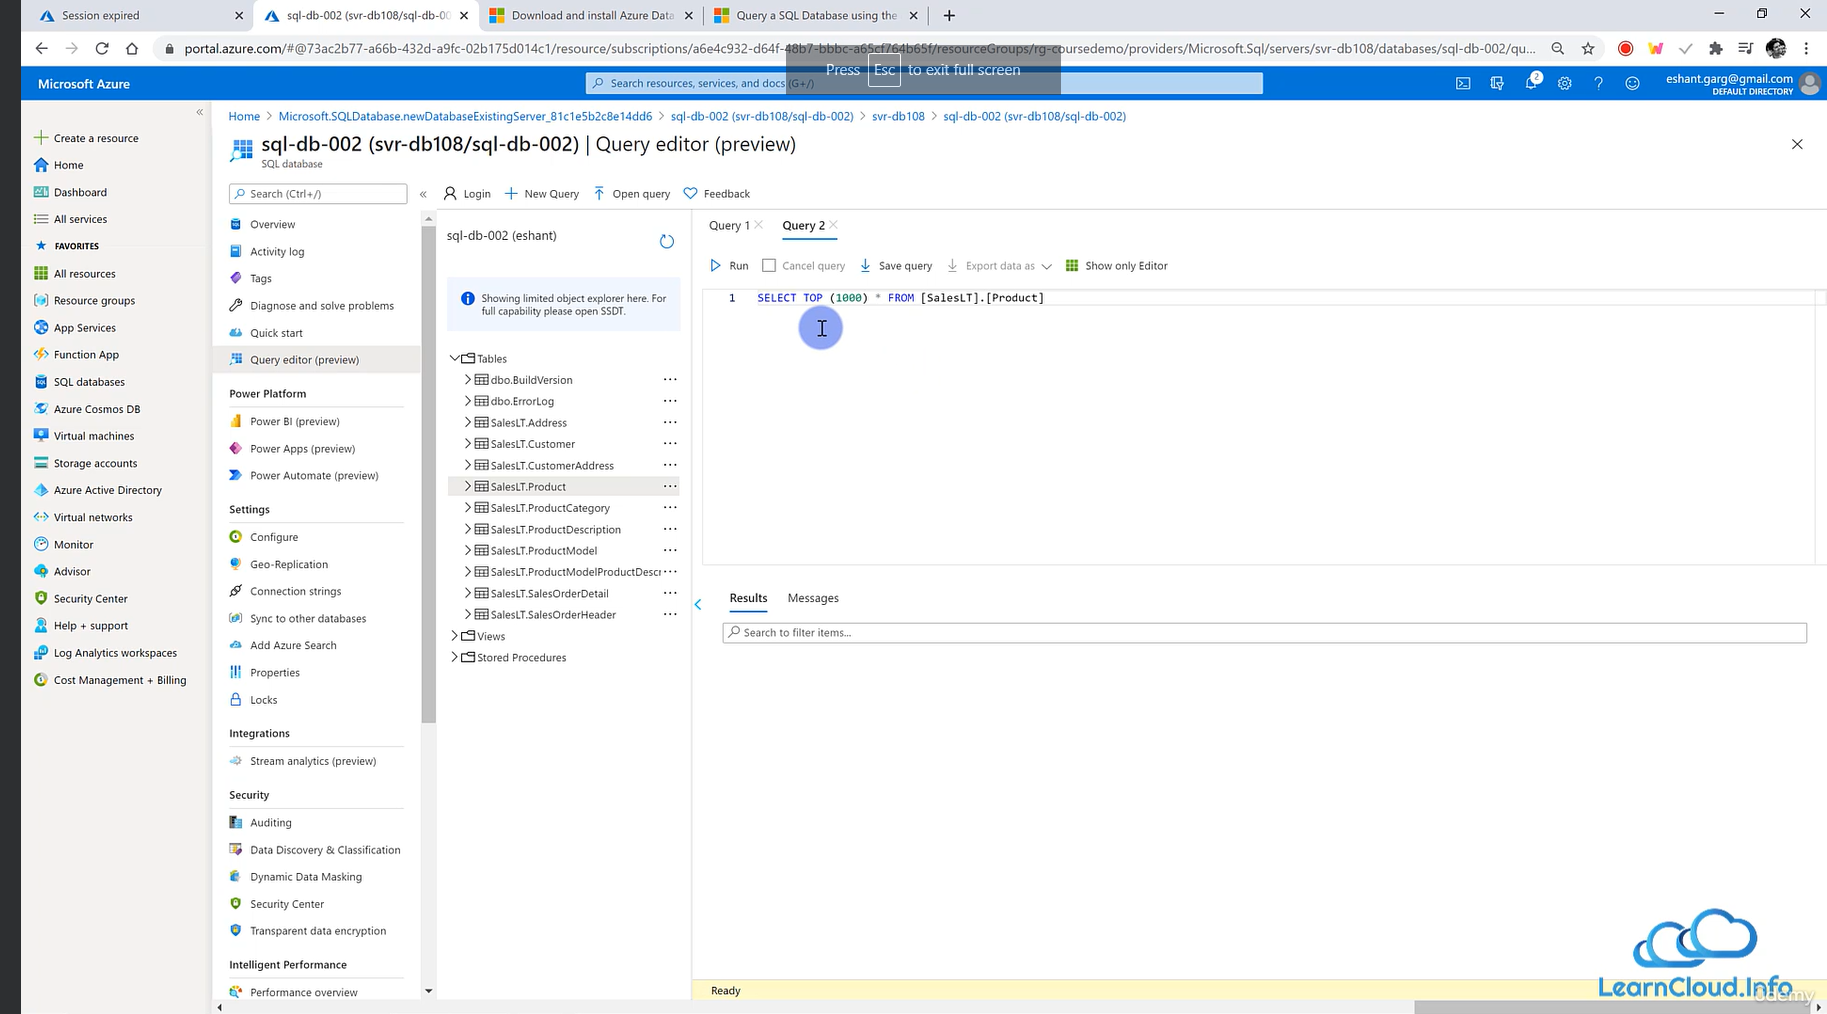 Session expired
sql-db-002 (svr-db108/sql-db-00
Download and install Azure Data
Query a SQL Database using the
portal.azure.com/#@73ac2b77-a66b-432d-a9fc-02b175d014c1/resource/subscriptions/a6e4c932-d64f-48b7-bbbc-a65cf764b65f/resourceGroups/rg-coursedemo/providers/Microsoft.Sql/servers/svr-db108/databases/sql-db-002/qu...
Press Esc to exit full screen
Microsoft Azure
Search resources, services, and docs (G+/)
2
eshant.garg@gmail.com
DEFAULT DIRECTORY
Home > Microsoft.SQLDatabase.newDatabaseExistingServer_81c1e5b2c8e14dd6 > sql-db-002 (svr-db108/sql-db-002) > svr-db108 > sql-db-002 (svr-db108/sql-db-002)
sql-db-002 (svr-db108/sql-db-002) | Query editor (preview)
SQL database
Create a resource
Home
Dashboard
All services
FAVORITES
All resources
Resource groups
App Services
Function App
SQL databases
Azure Cosmos DB
Virtual machines
Storage accounts
Azure Active Directory
Virtual networks
Monitor
Advisor
Security Center
Help + support
Log Analytics workspaces
Cost Management + Billing
Search (Ctrl+/)
Overview
Activity log
Tags
Diagnose and solve problems
Quick start
Query editor (preview)
Power Platform
Power BI (preview)
Power Apps (preview)
Power Automate (preview)
Settings
Configure
Geo-Replication
Connection strings
Sync to other databases
Add Azure Search
Properties
Locks
Integrations
Stream analytics (preview)
Security
Auditing
Data Discovery & Classification
Dynamic Data Masking
Security Center
Transparent data encryption
Intelligent Performance
Performance overview
Login
New Query
Open query
Feedback
sql-db-002 (eshant)
Showing limited object explorer here. For
full capability please open SSDT.
Tables
dbo.BuildVersion
dbo.ErrorLog
SalesLT.Address
SalesLT.Customer
SalesLT.CustomerAddress
SalesLT.Product
SalesLT.ProductCategory
SalesLT.ProductDescription
SalesLT.ProductModel
SalesLT.ProductModelProductDescr
SalesLT.SalesOrderDetail
SalesLT.SalesOrderHeader
Views
Stored Procedures
Query 1
Query 2
Run
Cancel query
Save query
Export data as
Show only Editor
1 SELECT TOP (1000) * FROM [SalesLT].[Product]
Results
Messages
Search to filter items...
Ready
LearnCloud.Info
ûdemy